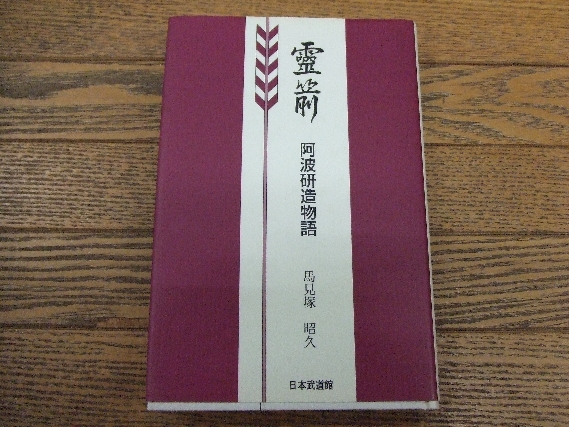 靈箭
阿波研造物語
馬見塚 昭久
日本武道館